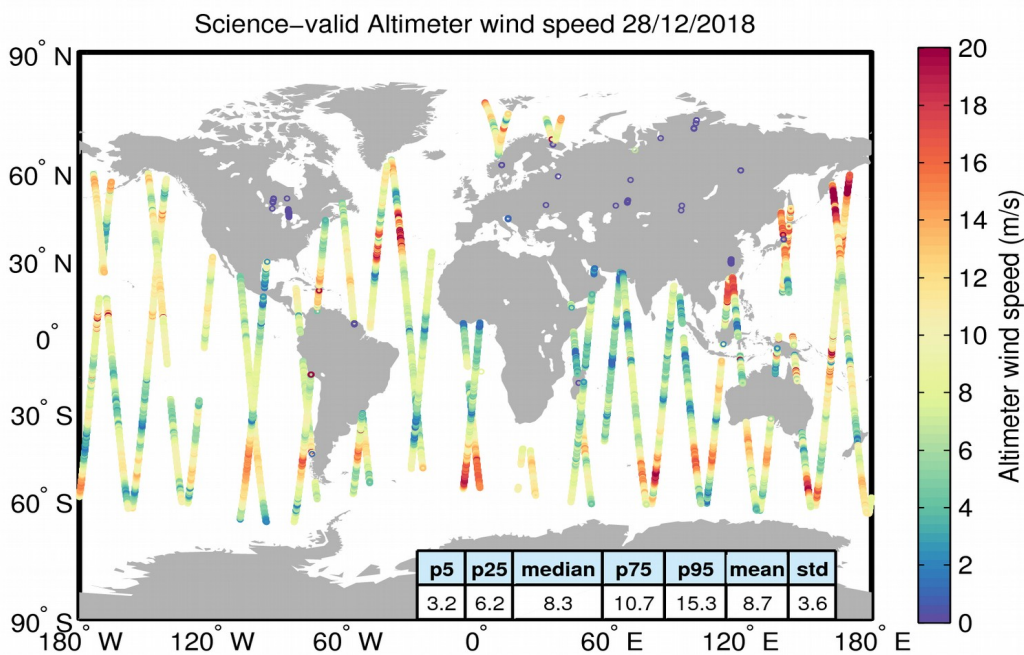 Science−valid Altimeter wind speed 28/12/2018
90° N
60° N
30° N
0°
30° S
60° S
90° S
180° W 120° W 60° W 0° 60° E 120° E 180° E
p5 p25 median p75 p95 mean std
3.2 6.2 8.3 10.7 15.3 8.7 3.6
20
18
16
14
12
10
8
6
4
2
0
Altimeter wind speed (m/s)